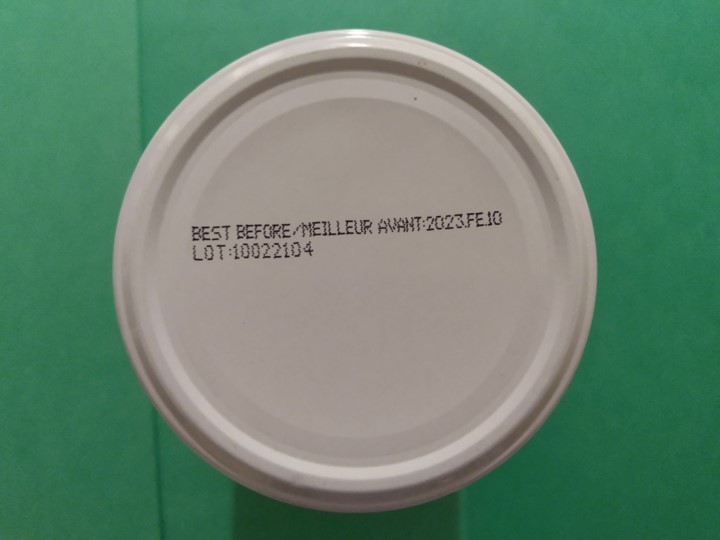 BEST BEFORE/MEILLEUR AVANT:2023.FE.10
LOT:10022104